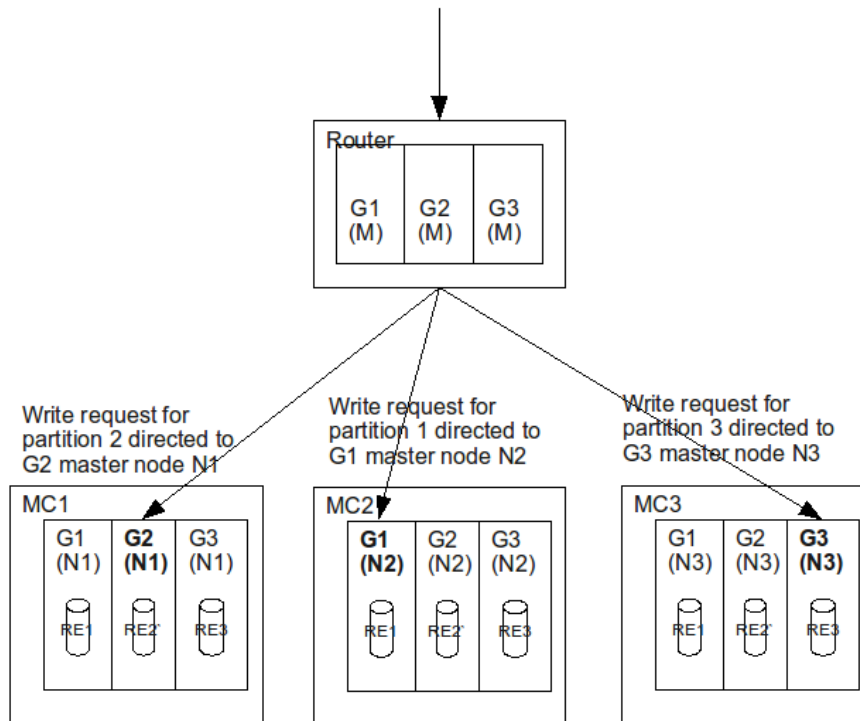 Router
G1 G2 G3
(M) (M) (M)
Write request for
partition 2 directed to
G2 master node N1
Write request for
partition 1 directed to
G1 master node N2
Write request for
partition 3 directed to
G3 master node N3
MC1
G1 G2 G3
(N1) (N1) (N1)
RE1 RE2` RE3
MC2
G1 G2 G3
(N2) (N2) (N2)
RE1 RE2` RE3
MC3
G1 G2 G3
(N3) (N3) (N3)
RE1 RE2` RE3